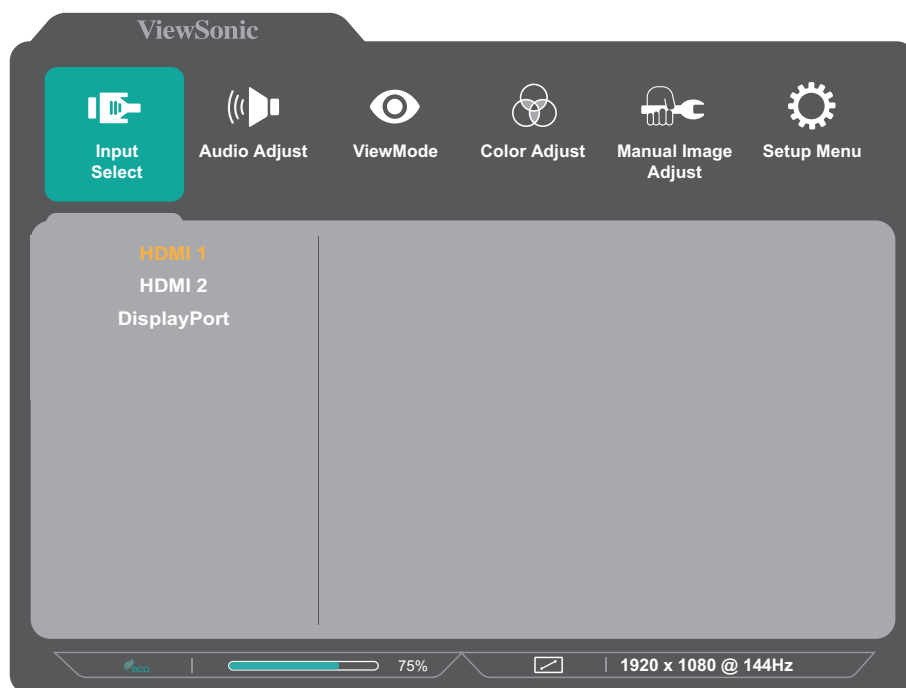 ViewSonic
Input
Select
Audio Adjust
ViewMode
Color Adjust
Manual Image
Adjust
Setup Menu
HDMI 1
HDMI 2
DisplayPort
ECO
75%
1920 x 1080 @ 144Hz